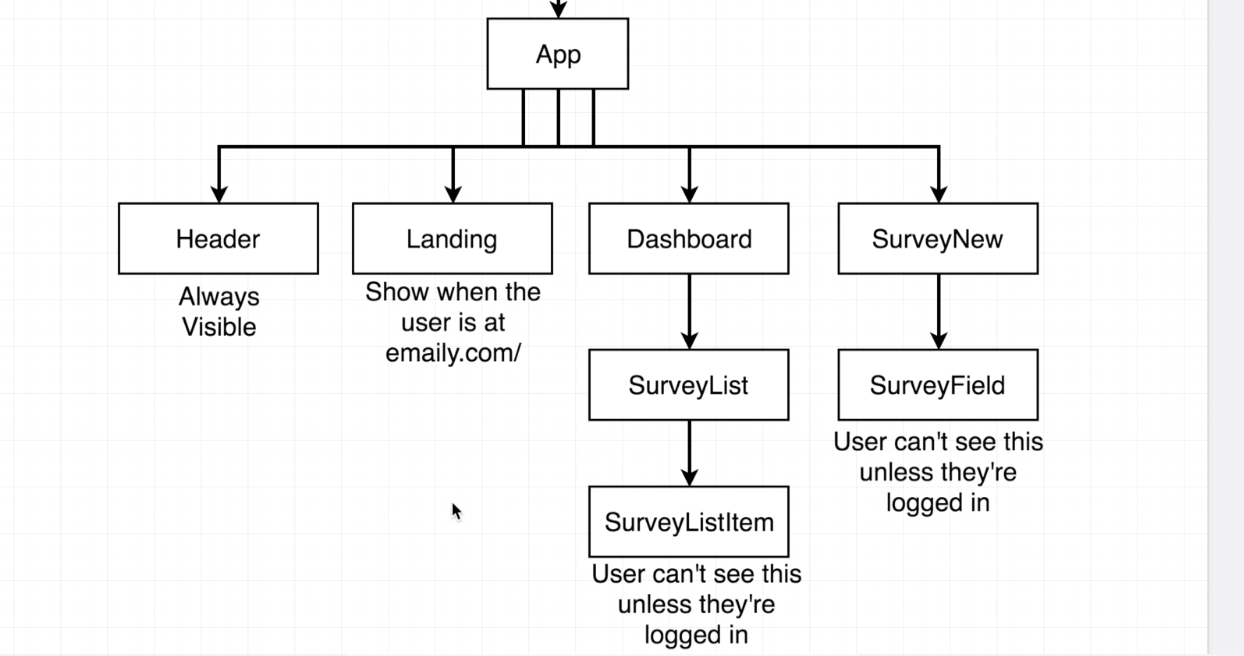 App
Header
Landing
Dashboard
SurveyNew
Always
Visible
Show when the
user is at
emaily.com/
SurveyList
SurveyField
User can't see this
unless they're
logged in
SurveyListItem
User can't see this
unless they're
logged in